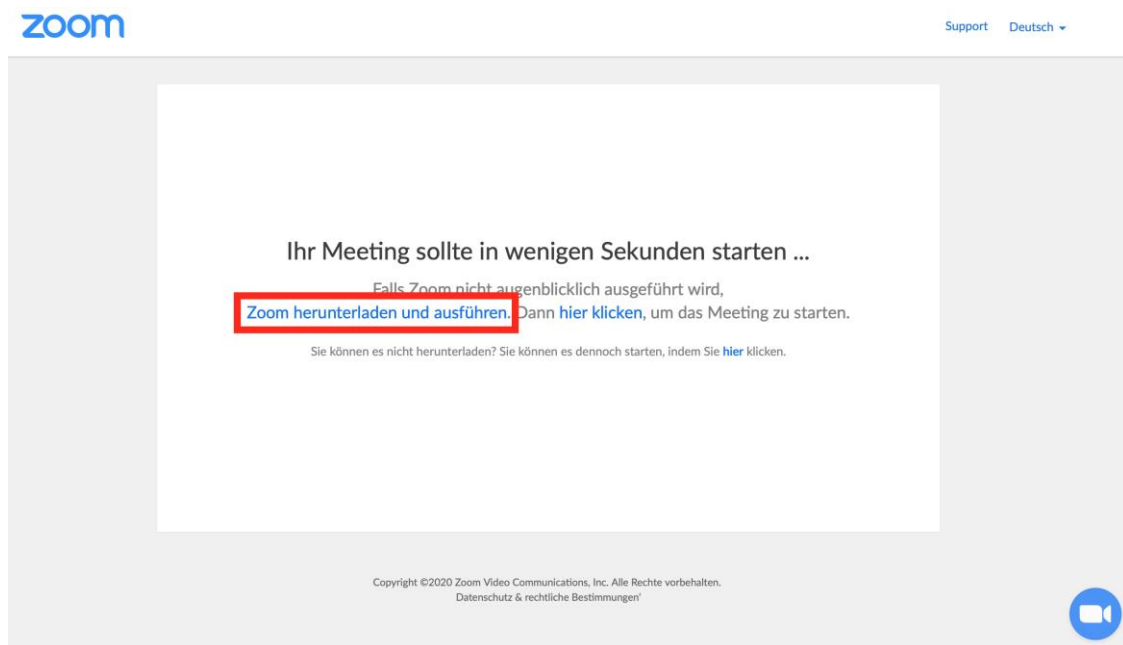 zoom
Support Deutsch
Ihr Meeting sollte in wenigen Sekunden starten ...
Falls Zoom nicht augenblicklich ausgeführt wird,
Zoom herunterladen und ausführen. Dann hier klicken, um das Meeting zu starten.
Sie können es nicht herunterladen? Sie können es dennoch starten, indem Sie hier klicken.
Copyright ©2020 Zoom Video Communications, Inc. Alle Rechte vorbehalten.
Datenschutz & rechtliche Bestimmungen'